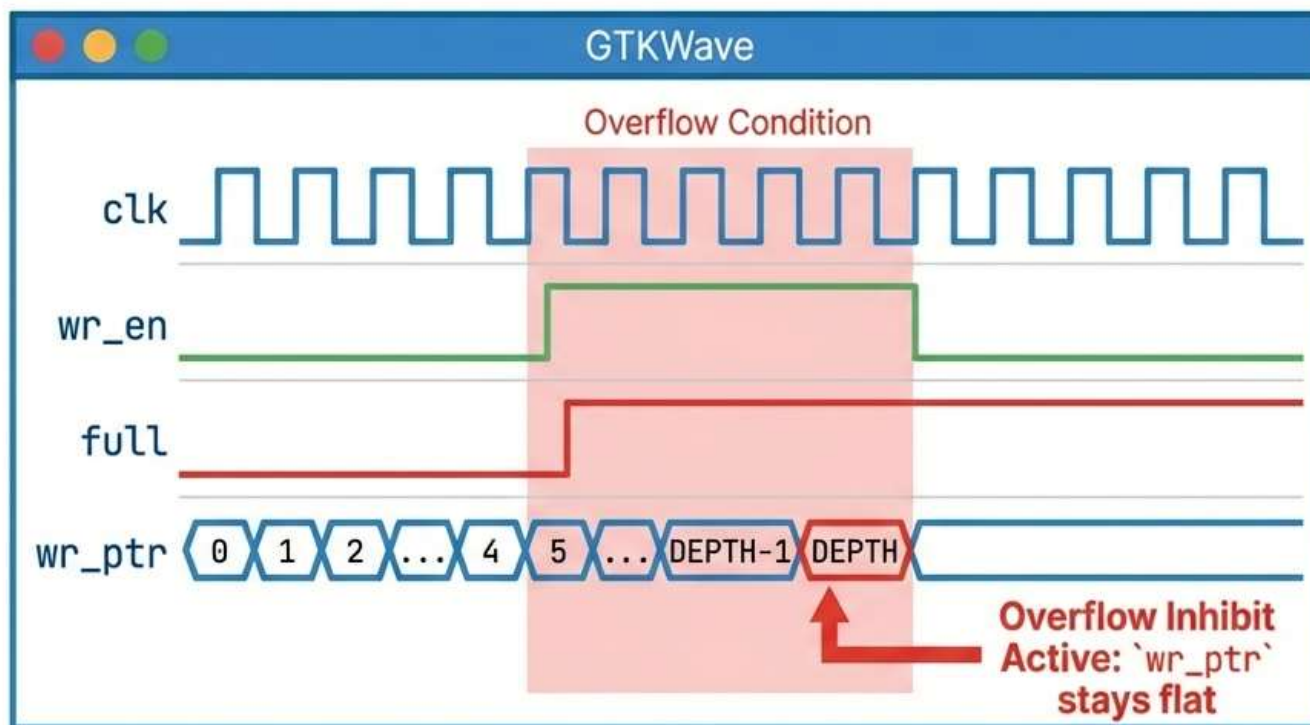 GTKWave
Overflow Condition
clk
wr_en
full
wr_ptr 0 1 2 ... 4 5 ... DEPTH-1 DEPTH
Overflow Inhibit
Active: `wr_ptr`
stays flat